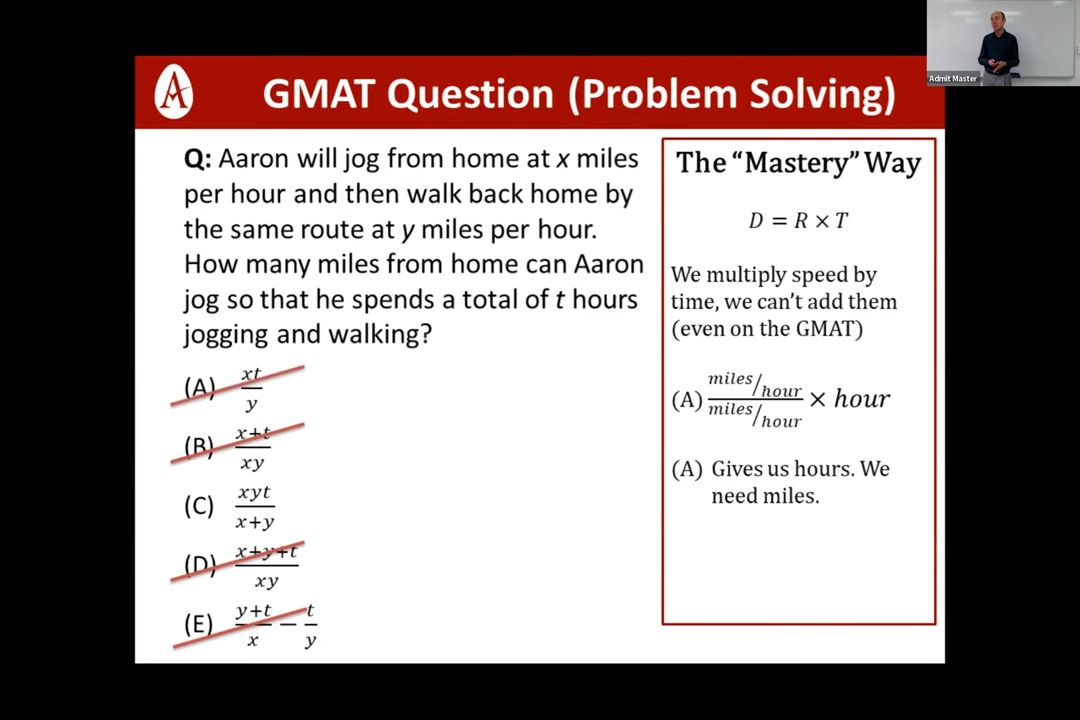 Admit Master
A
GMAT Question (Problem Solving)
Q: Aaron will jog from home at x miles
per hour and then walk back home by
the same route at y miles per hour.
How many miles from home can Aaron
jog so that he spends a total of t hours
jogging and walking?
(A) xt/y
(B) x+t/xy
(C) xyt/x+y
(D) x+y+t/xy
(E) y+t/x − t/y
The “Mastery” Way
D = R × T
We multiply speed by
time, we can’t add them
(even on the GMAT)
(A) miles/hour / miles/hour × hour
(A) Gives us hours. We
need miles.